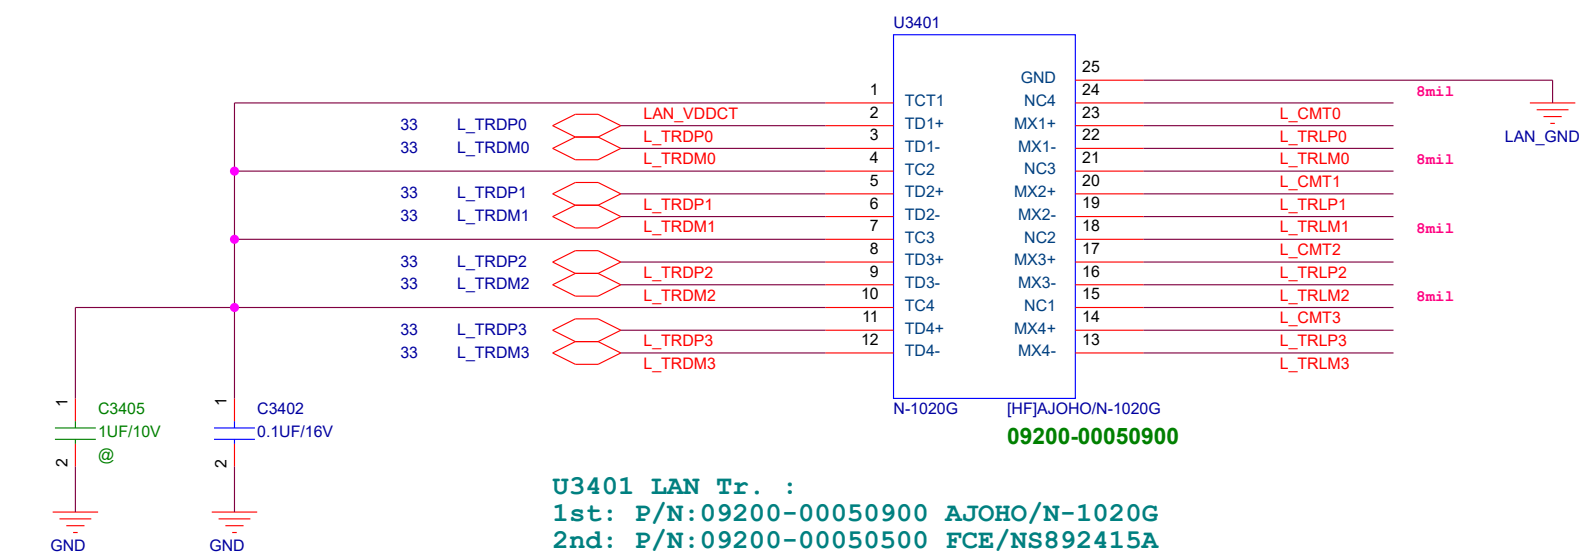 U3401
25
GND
1 24
TCT1 NC4 8mil
LAN_VDDCT 2 23 L_CMT0
33 L_TRDP0 TD1+ MX1+
L_TRDP0 3 22 L_TRLP0 LAN_GND
33 L_TRDM0 TD1- MX1-
L_TRDM0 4 21 L_TRLM0 8mil
TC2 NC3
5 20 L_CMT1
33 L_TRDP1 TD2+ MX2+
L_TRDP1 6 19 L_TRLP1
33 L_TRDM1 TD2- MX2-
L_TRDM1 7 18 L_TRLM1 8mil
TC3 NC2
8 17 L_CMT2
33 L_TRDP2 TD3+ MX3+
L_TRDP2 9 16 L_TRLP2
33 L_TRDM2 TD3- MX3-
L_TRDM2 10 15 L_TRLM2 8mil
TC4 NC1
11 14 L_CMT3
33 L_TRDP3 TD4+ MX4+
L_TRDP3 12 13 L_TRLP3
33 L_TRDM3 TD4- MX4-
L_TRDM3 L_TRLM3
1 C3405 1 C3402 N-1020G [HF]AJOHO/N-1020G
1UF/10V 0.1UF/16V 09200-00050900
2 @ 2
U3401 LAN Tr. :
1st: P/N:09200-00050900 AJOHO/N-1020G
2nd: P/N:09200-00050500 FCE/NS892415A
GND GND